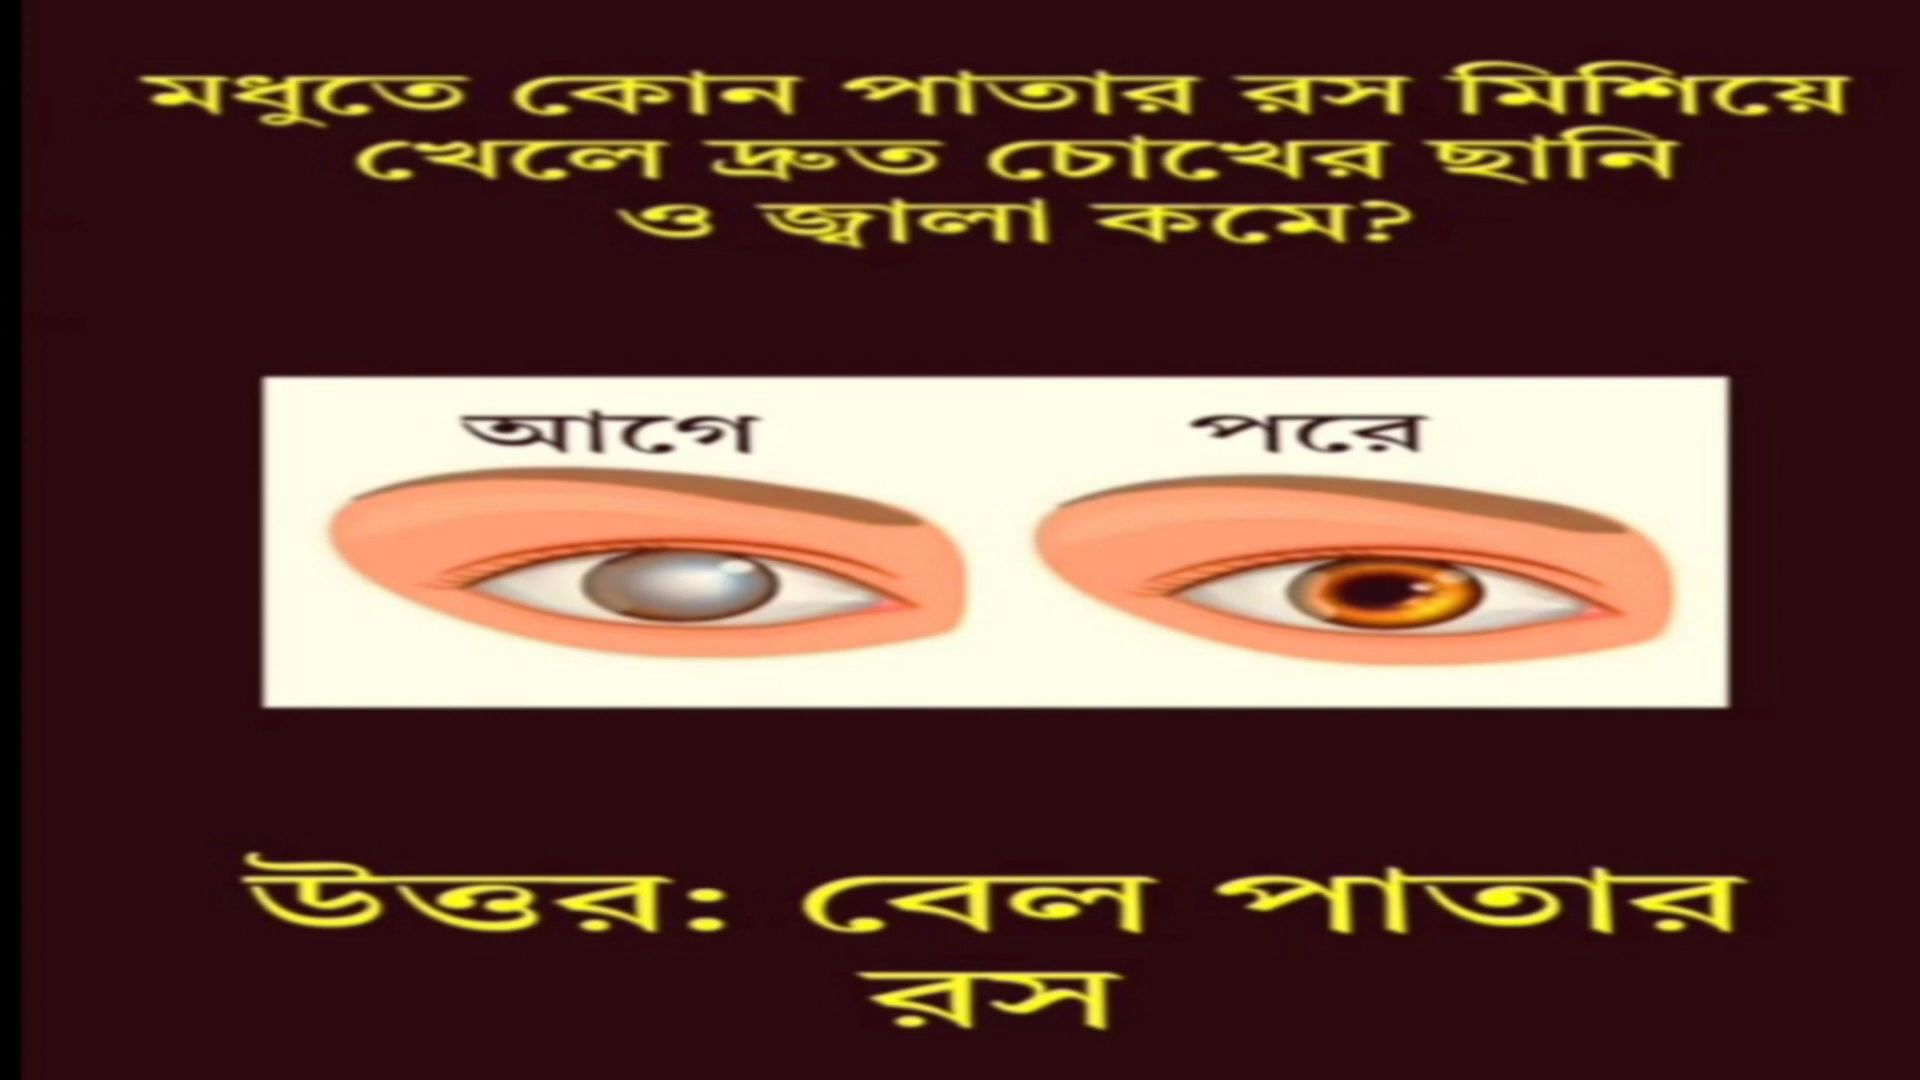 মধুতে কোন পাতার রস মিশিয়ে
খেলে দ্রুত চোখের ছানি
ও জ্বালা কমে?
আগে
পরে
উত্তর: বেল পাতার
রস